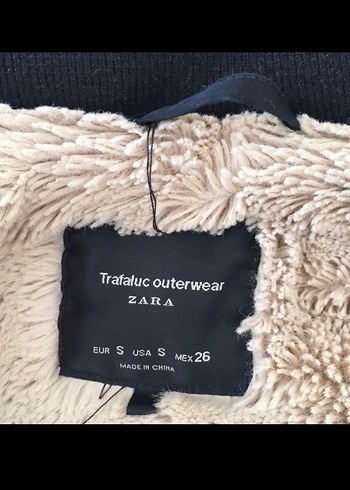 Trafaluc outerwear
ZARA
EUR S USA S MEX 26
MADE IN CHINA